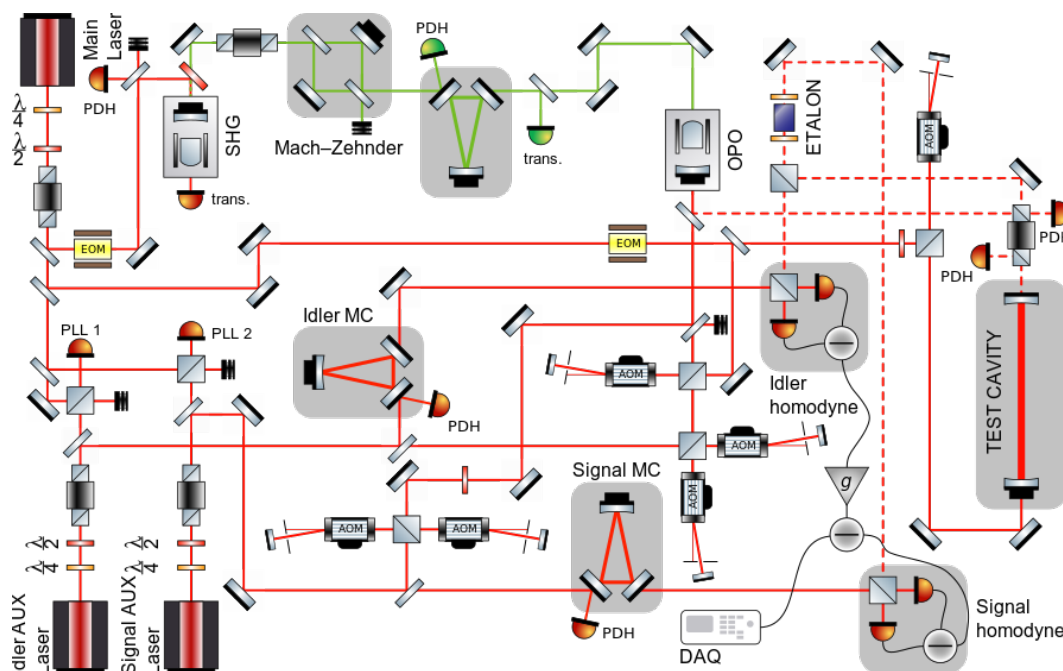 Main
Laser
PDH
PDH
λ
4
λ
2
SHG
trans.
Mach–Zehnder
trans.
OPO
ETALON
AOM
PDH
PDH
EOM
EOM
PLL 1
PLL 2
Idler MC
PDH
AOM
Idler
homodyne
TEST CAVITY
AOM
Signal MC
AOM
g
AOM
AOM
λ
2
λ
4
λ
2
λ
4
dler AUX
Laser
Signal AUX
Laser
PDH
DAQ
Signal
homodyne